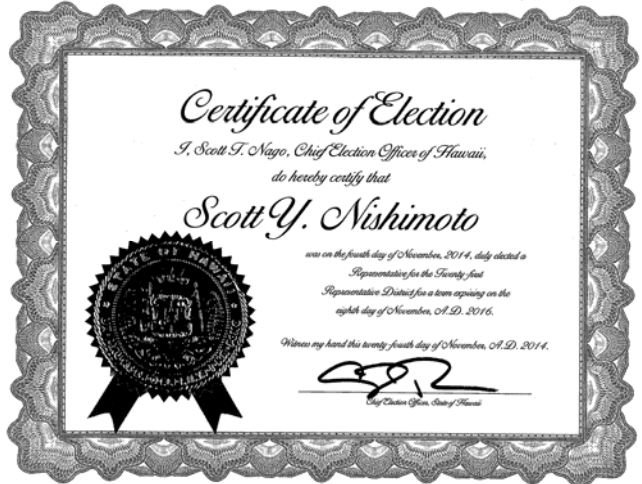 Certificate of Election
I, Scott T. Nago, Chief Election Officer of Hawaii,
do hereby certify that
Scott Y. Nishimoto
was on the fourth day of November, 2014, duly elected a
Representative for the Twenty-first
Representative District for a term expiring on the
eighth day of November, A.D. 2016.
Witness my hand this twenty-fourth day of November, A.D. 2014.
Chief Election Officer, State of Hawaii
STATE OF HAWAII